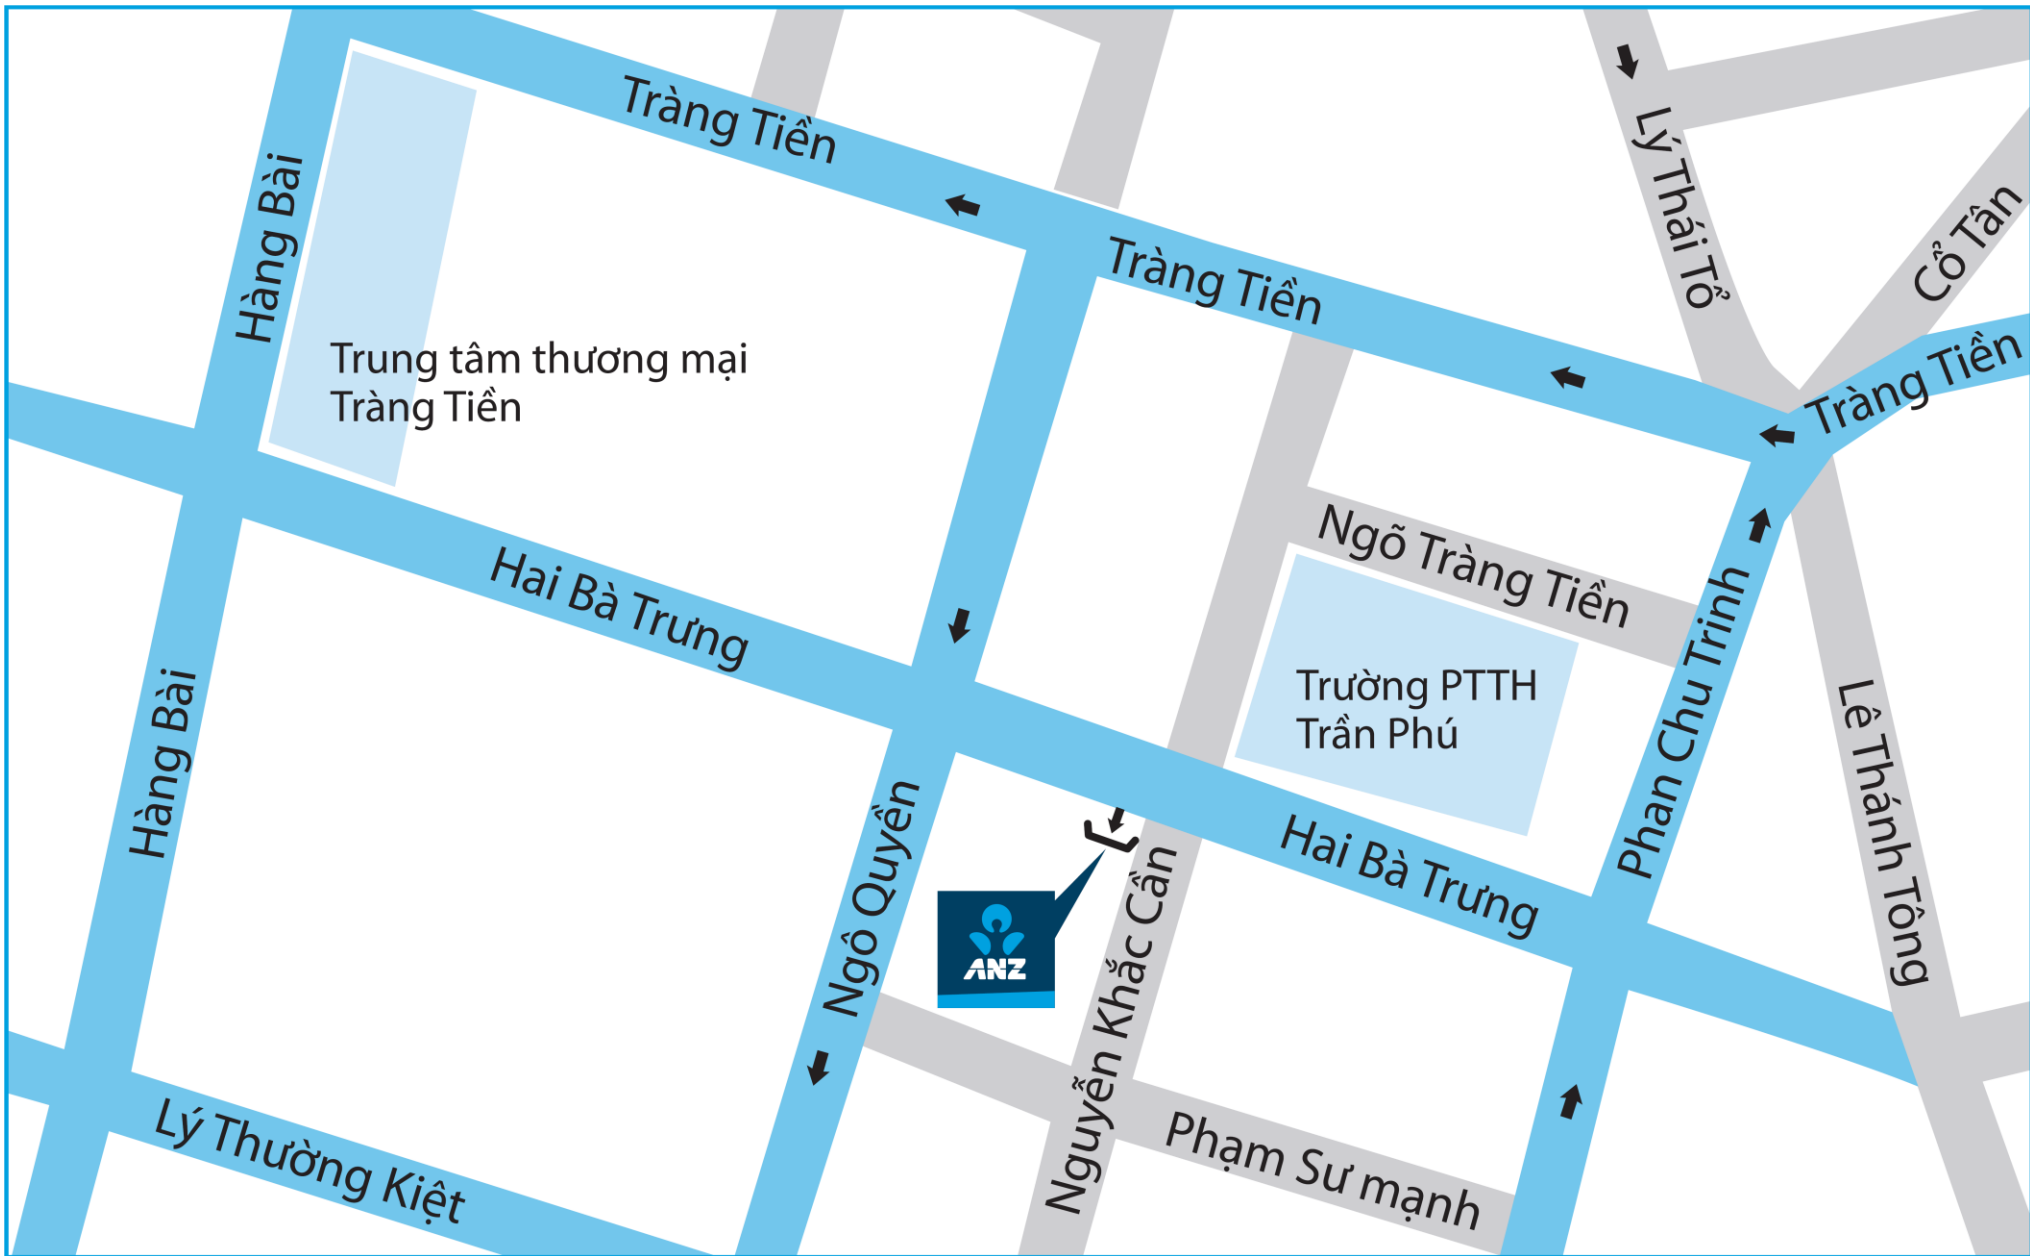 Tràng Tiền
Lý Thái Tổ
Hàng Bài
Cổ Tân
Tràng Tiền
Tràng Tiền
Trung tâm thương mại
Tràng Tiền
Ngõ Tràng Tiền
Hai Bà Trưng
Phan Chu Trinh
Trường PTTH
Trần Phú
Hàng Bài
Lê Thánh Tông
Ngô Quyền
Hai Bà Trưng
Nguyễn Khắc Cần
ANZ
Lý Thường Kiệt
Phạm Sư mạnh